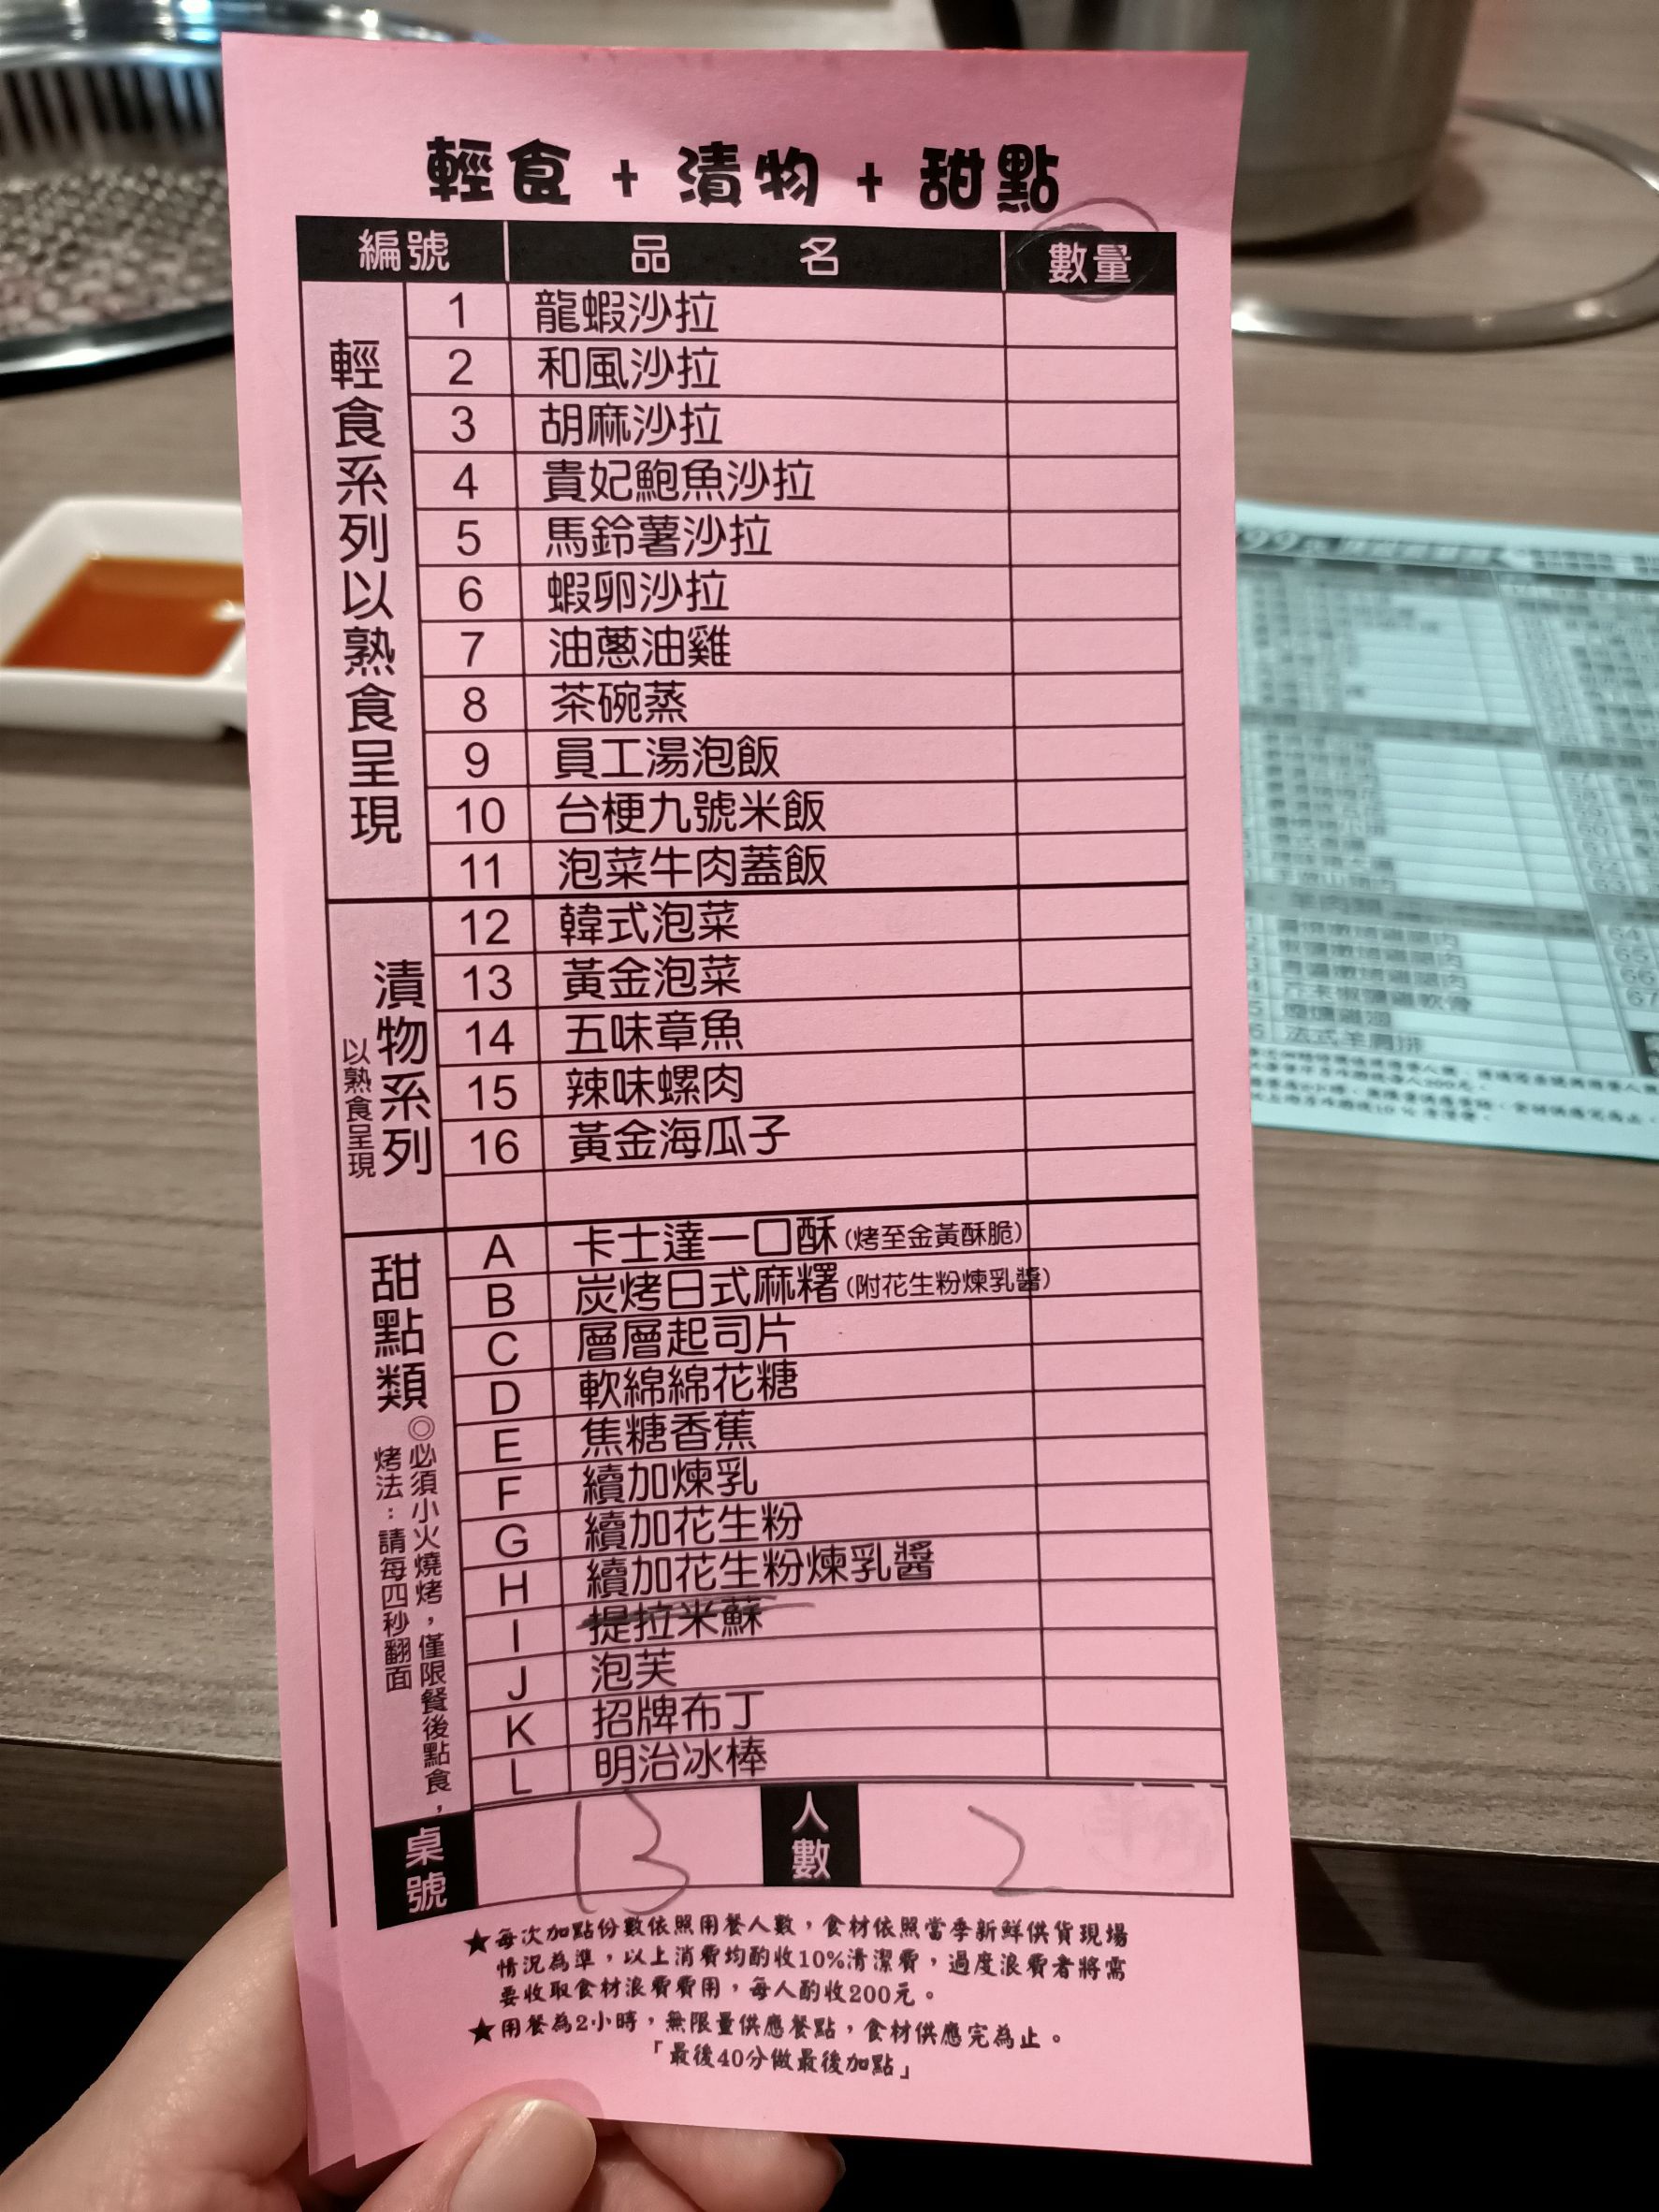 輕食 + 漬物 + 甜點
編號 品名 數量
輕食系列以熟食呈現
1 龍蝦沙拉
2 和風沙拉
3 胡麻沙拉
4 貴妃鮑魚沙拉
5 馬鈴薯沙拉
6 蝦卵沙拉
7 油蔥油雞
8 茶碗蒸
9 員工湯泡飯
10 台梗九號米飯
11 泡菜牛肉蓋飯
漬物系列
以熟食呈現
12 韓式泡菜
13 黃金泡菜
14 五味章魚
15 辣味螺肉
16 黃金海瓜子
甜點類
◎必須小火燒烤，僅限餐後點食，
烤法：請每四秒翻面
A 卡士達一口酥(烤至金黃酥脆)
B 炭烤日式麻糬(附花生粉煉乳醬)
C 層層起司片
D 軟綿綿花糖
E 焦糖香蕉
F 續加煉乳
G 續加花生粉
H 續加花生粉煉乳醬
I 提拉米蘇
J 泡芙
K 招牌布丁
L 明治冰棒
桌號 13 人數 2
★每次加點份數依照用餐人數，食材依照當季新鮮供貨現場
情況為準，以上消費均酌收10%清潔費，過度浪費者將需
要收取食材浪費費用，每人酌收200元。
★用餐為2小時，無限量供應餐點，食材供應完為止。
「最後40分做最後加點」
羊肉類
法式羊肩排
64
65
66
67